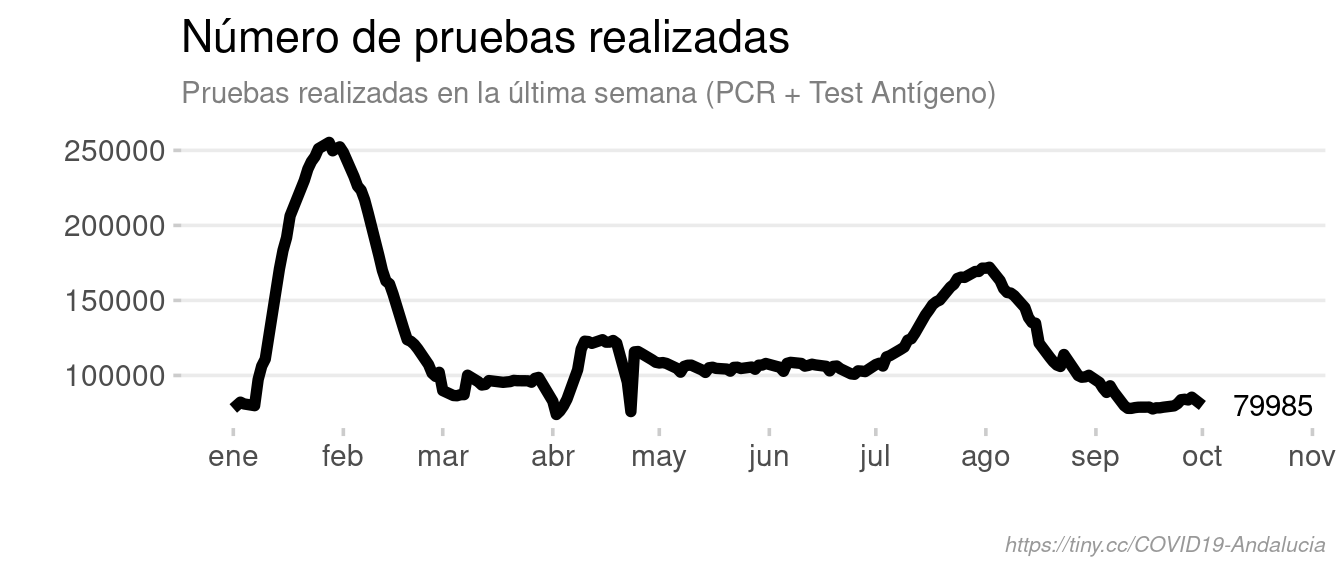 Número de pruebas realizadas
Pruebas realizadas en la última semana (PCR + Test Antígeno)
250000
200000
150000
100000
79985
ene feb mar abr may jun jul ago sep oct nov
https://tiny.cc/COVID19-Andalucia